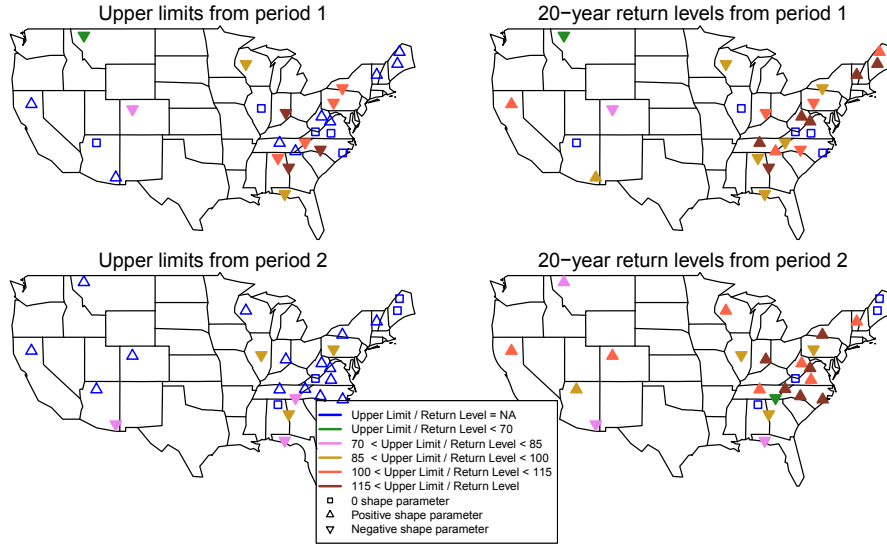 Upper limits from period 1
20−year return levels from period 1
Upper limits from period 2
20−year return levels from period 2
Upper Limit / Return Level = NA
Upper Limit / Return Level < 70
70 < Upper Limit / Return Level < 85
85 < Upper Limit / Return Level < 100
100 < Upper Limit / Return Level < 115
115 < Upper Limit / Return Level
0 shape parameter
Positive shape parameter
Negative shape parameter